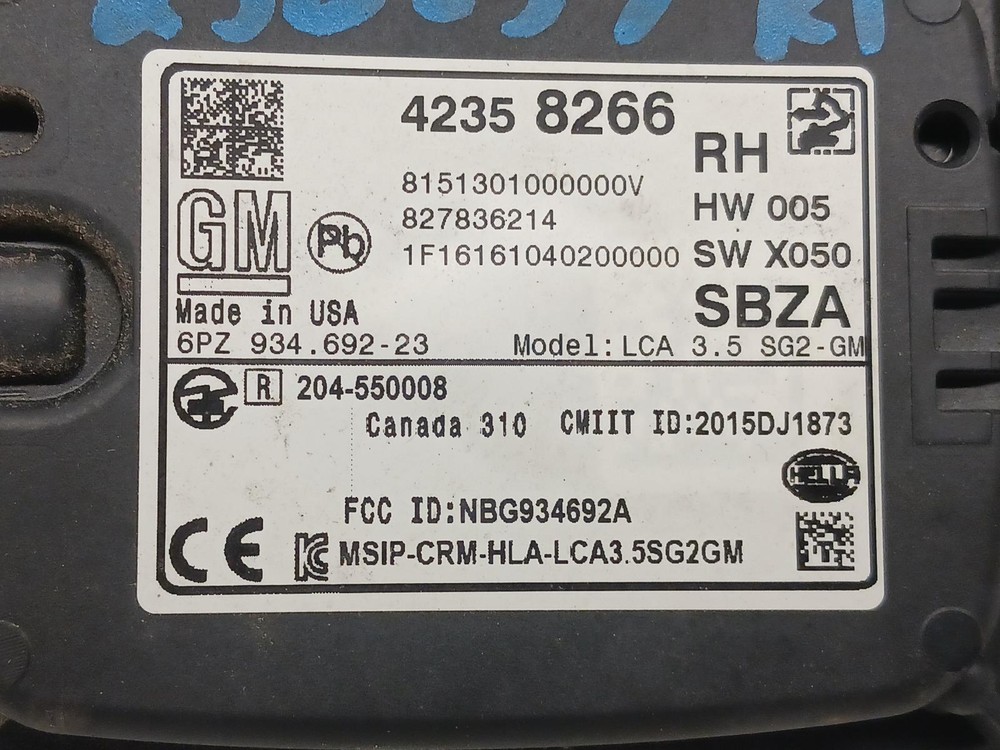 42358266
RH
8151301000000V
827836214
HW 005
1F16161040200000
SW X050
GM
Pb
SBZA
Made in USA
6PZ 934.692-23
Model: LCA 3.5 SG2-GM
R 204-550008
Canada 310
CMIIT ID:2015DJ1873
HELLA
FCC ID:NBG934692A
CE
MSIP-CRM-HLA-LCA3.5SG2GM